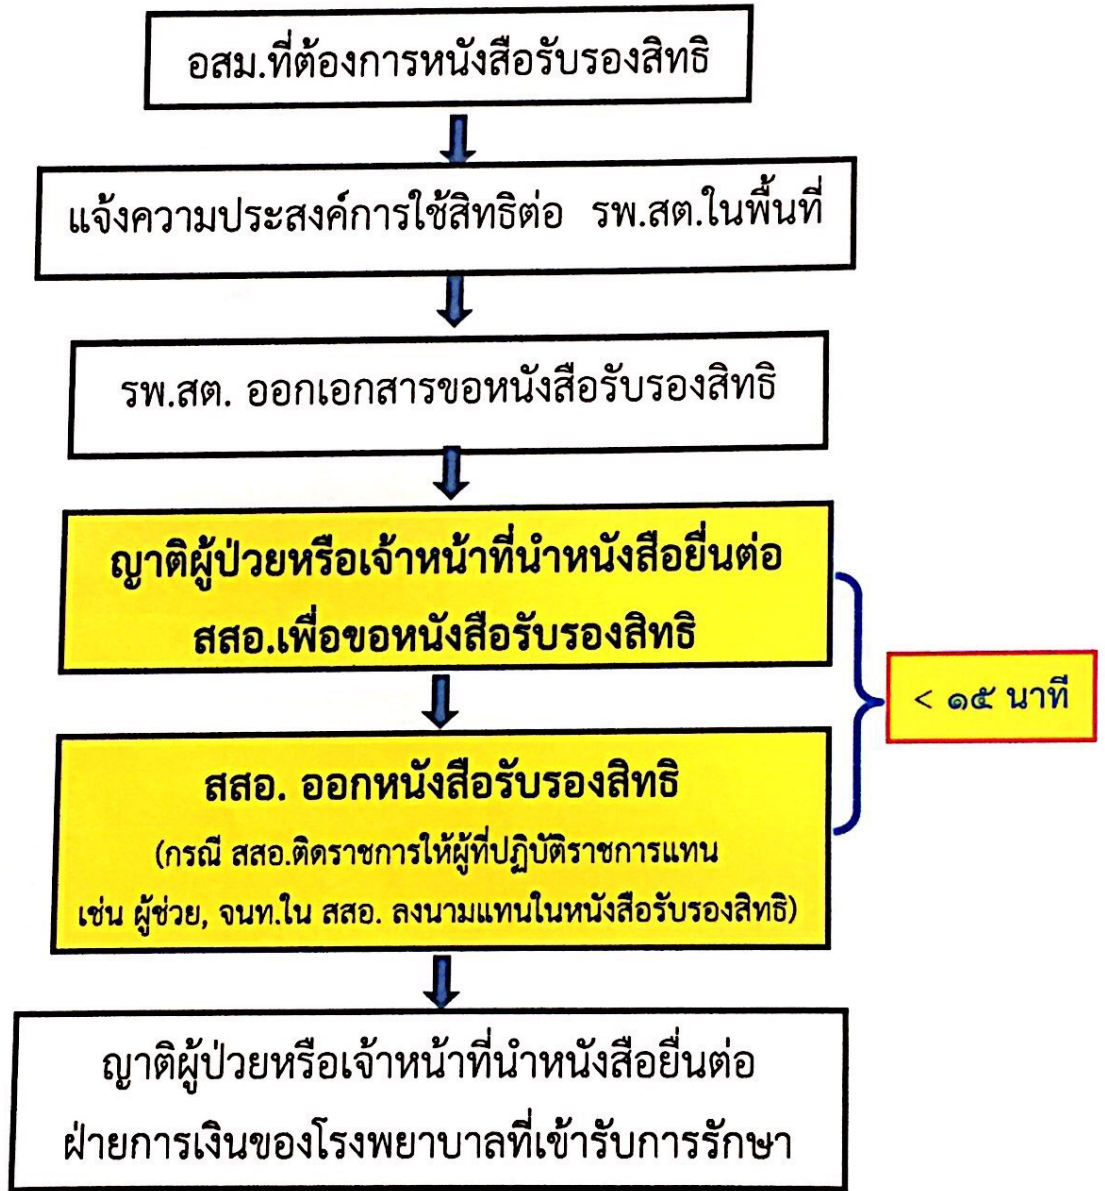 อสม.ที่ต้องการหนังสือรับรองสิทธิ
แจ้งความประสงค์การใช้สิทธิต่อ รพ.สต.ในพื้นที่
รพ.สต. ออกเอกสารขอหนังสือรับรองสิทธิ
ญาติผู้ป่วยหรือเจ้าหน้าที่นำหนังสือยื่นต่อ
สสอ.เพื่อขอหนังสือรับรองสิทธิ
< ๑๕ นาที
สสอ. ออกหนังสือรับรองสิทธิ
(กรณี สสอ.ติดราชการให้ผู้ที่ปฏิบัติราชการแทน
เช่น ผู้ช่วย, จนท.ใน สสอ. ลงนามแทนในหนังสือรับรองสิทธิ)
ญาติผู้ป่วยหรือเจ้าหน้าที่นำหนังสือยื่นต่อ
ฝ่ายการเงินของโรงพยาบาลที่เข้ารับการรักษา